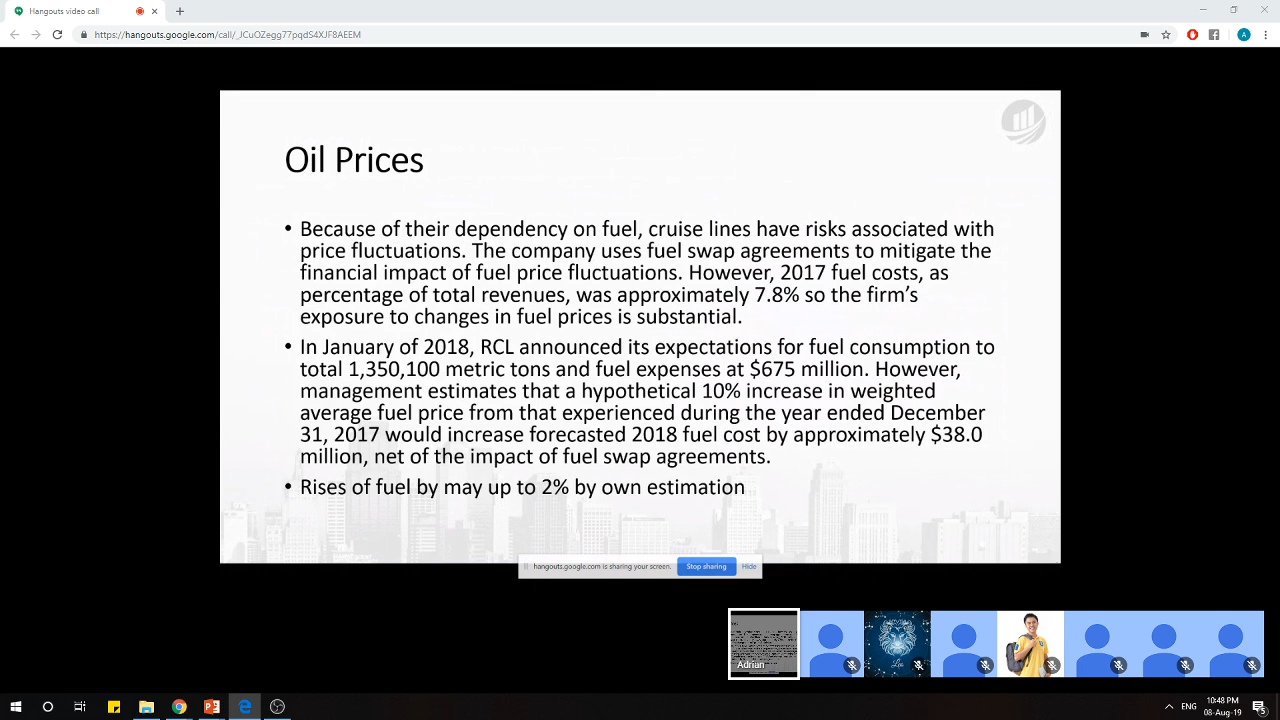 Hangouts video call
https://hangouts.google.com/call/_JCuOZegg77pqdS4XJF8AEEM
A
Oil Prices
• Because of their dependency on fuel, cruise lines have risks associated with
price fluctuations. The company uses fuel swap agreements to mitigate the
financial impact of fuel price fluctuations. However, 2017 fuel costs, as
percentage of total revenues, was approximately 7.8% so the firm's
exposure to changes in fuel prices is substantial.
• In January of 2018, RCL announced its expectations for fuel consumption to
total 1,350,100 metric tons and fuel expenses at $675 million. However,
management estimates that a hypothetical 10% increase in weighted
average fuel price from that experienced during the year ended December
31, 2017 would increase forecasted 2018 fuel cost by approximately $38.0
million, net of the impact of fuel swap agreements.
• Rises of fuel by may up to 2% by own estimation
hangouts.google.com is sharing your screen. Stop sharing Hide
Adrian
Leo
ENG
10:48 PM
08-Aug-19